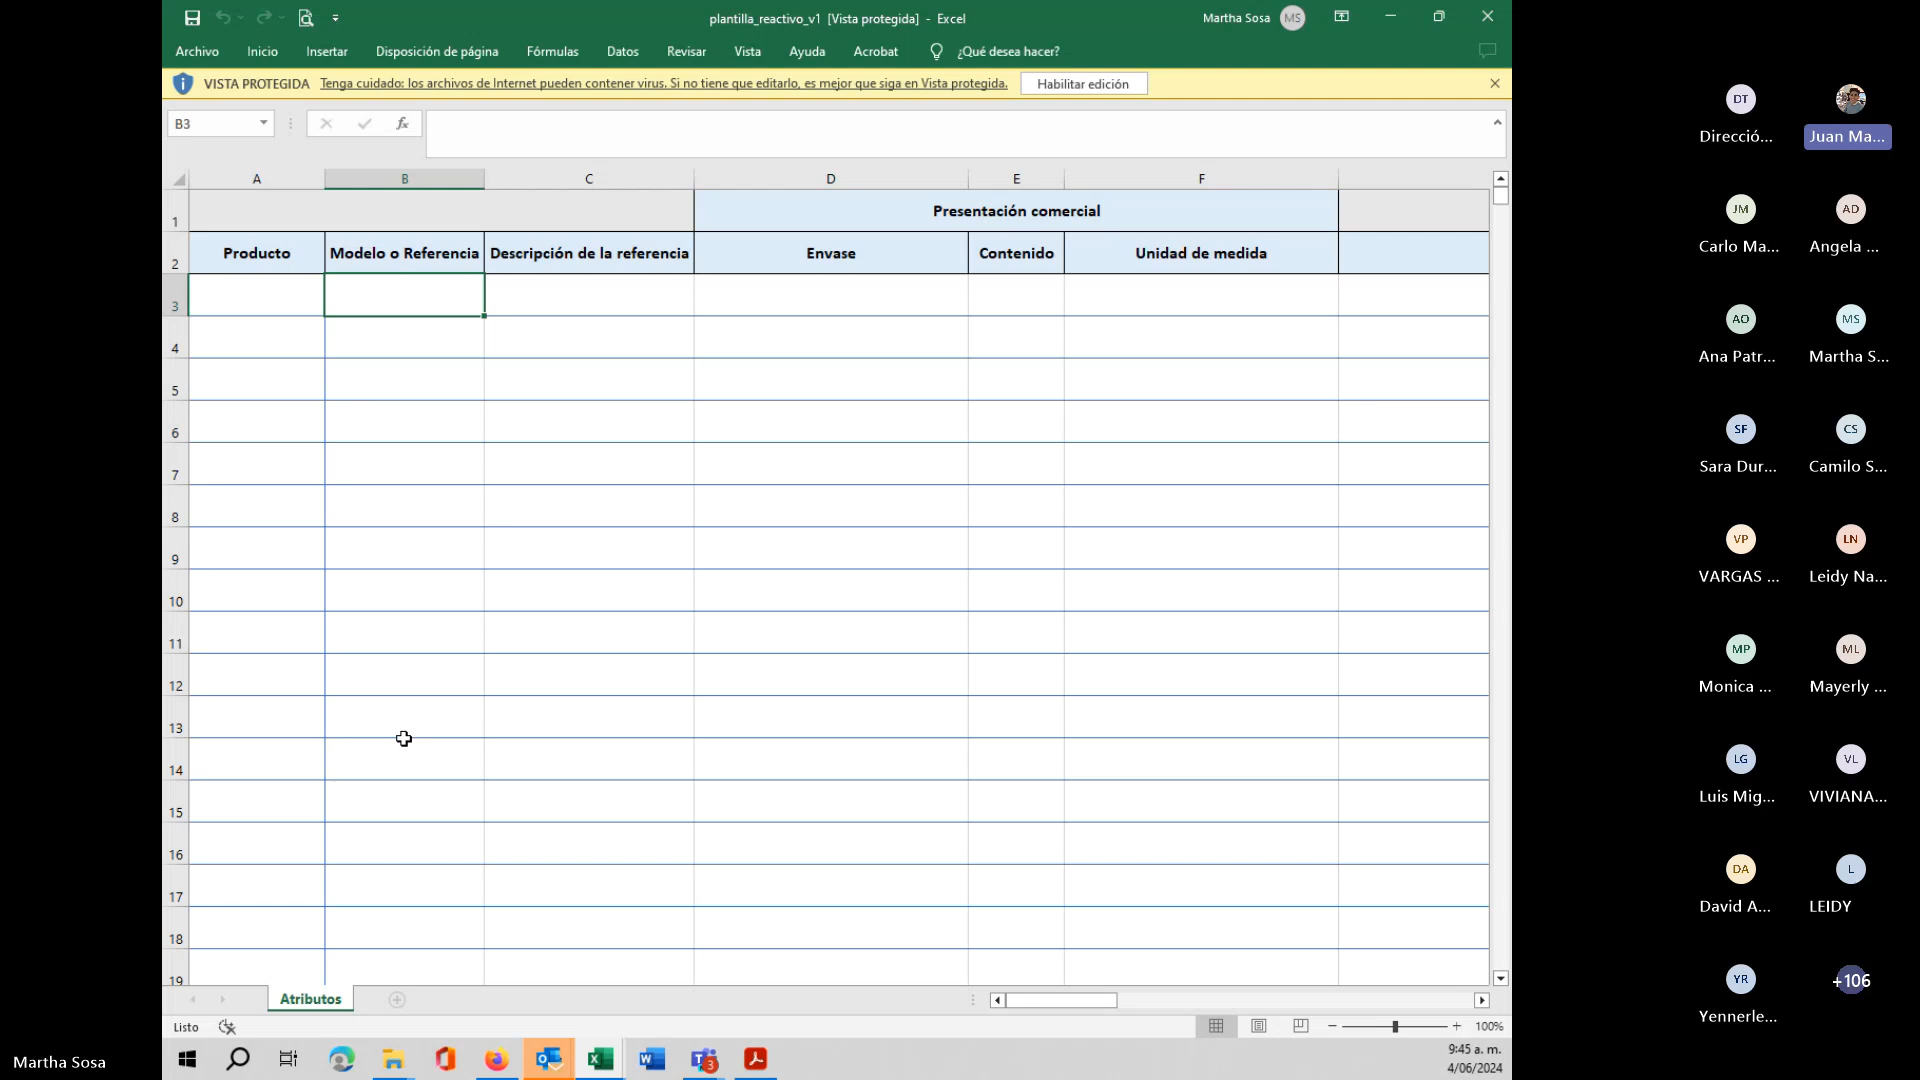 plantilla_reactivo_v1 [Vista protegida] - Excel
Martha Sosa MS
Archivo Inicio Insertar Disposición de página Fórmulas Datos Revisar Vista Ayuda Acrobat ¿Qué desea hacer?
VISTA PROTEGIDA Tenga cuidado: los archivos de Internet pueden contener virus. Si no tiene que editarlo, es mejor que siga en Vista protegida. Habilitar edición
B3 fx
A B C D E F
1 Presentación comercial
2 Producto Modelo o Referencia Descripción de la referencia Envase Contenido Unidad de medida
3
4
5
6
7
8
9
10
11
12
13
14
15
16
17
18
19
Atributos
Listo 100%
9:45 a. m.
4/06/2024
Martha Sosa
DT
Direcció... Juan Ma...
JM AD
Carlo Ma... Angela ...
AO MS
Ana Patr... Martha S...
SF CS
Sara Dur... Camilo S...
VP LN
VARGAS ... Leidy Na...
MP ML
Monica ... Mayerly ...
LG VL
Luis Mig... VIVIANA...
DA L
David A... LEIDY
YR +106
Yennerle...
3